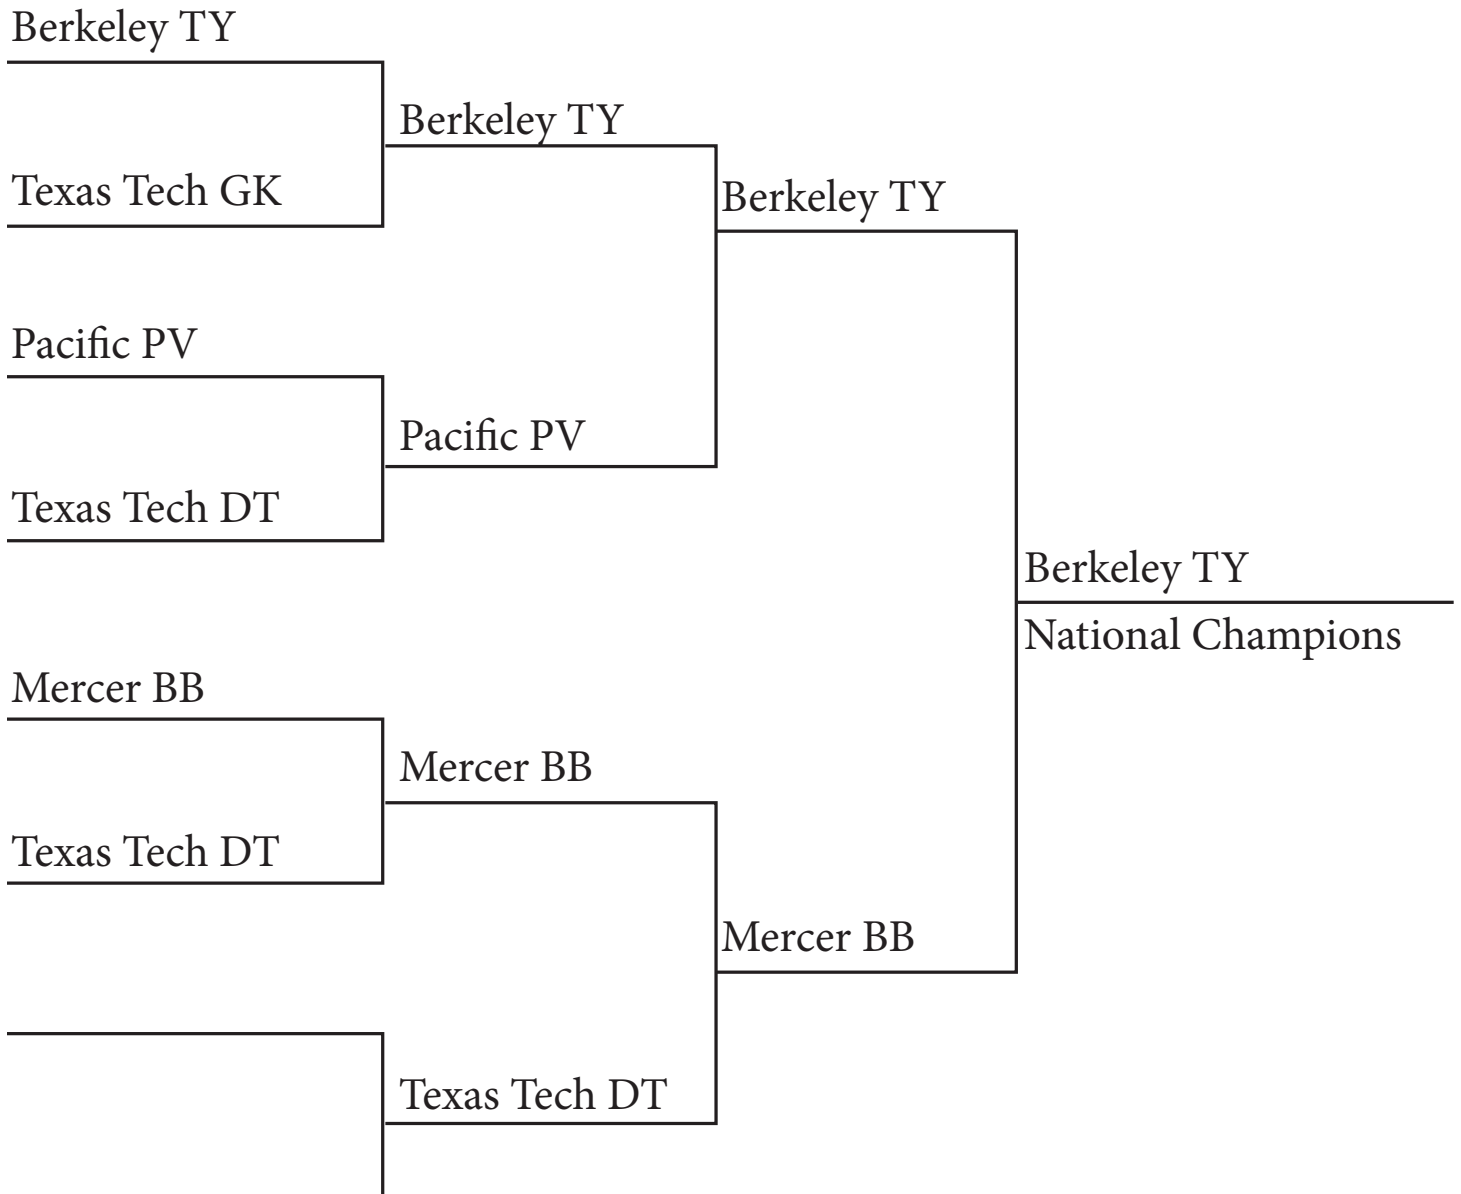 Berkeley TY
Berkeley TY
Texas Tech GK
Berkeley TY
Pacific PV
Pacific PV
Texas Tech DT
Berkeley TY
National Champions
Mercer BB
Mercer BB
Texas Tech DT
Mercer BB
Texas Tech DT